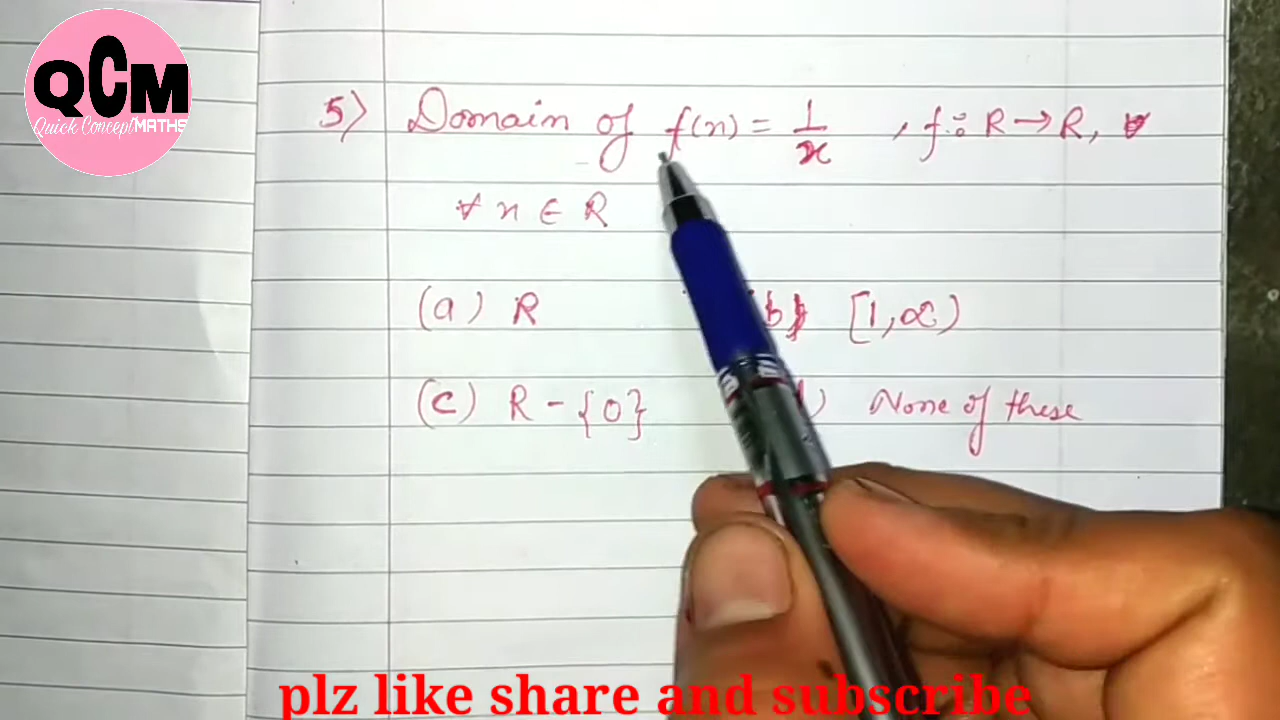 QCM
Quick Concept MATHS
5) Domain of f(n) = 1/x , f: R → R, ∀
∀ n ∈ R
(a) R (b) [1, ∞)
(c) R - {0} ) None of these
plz like share and subscribe